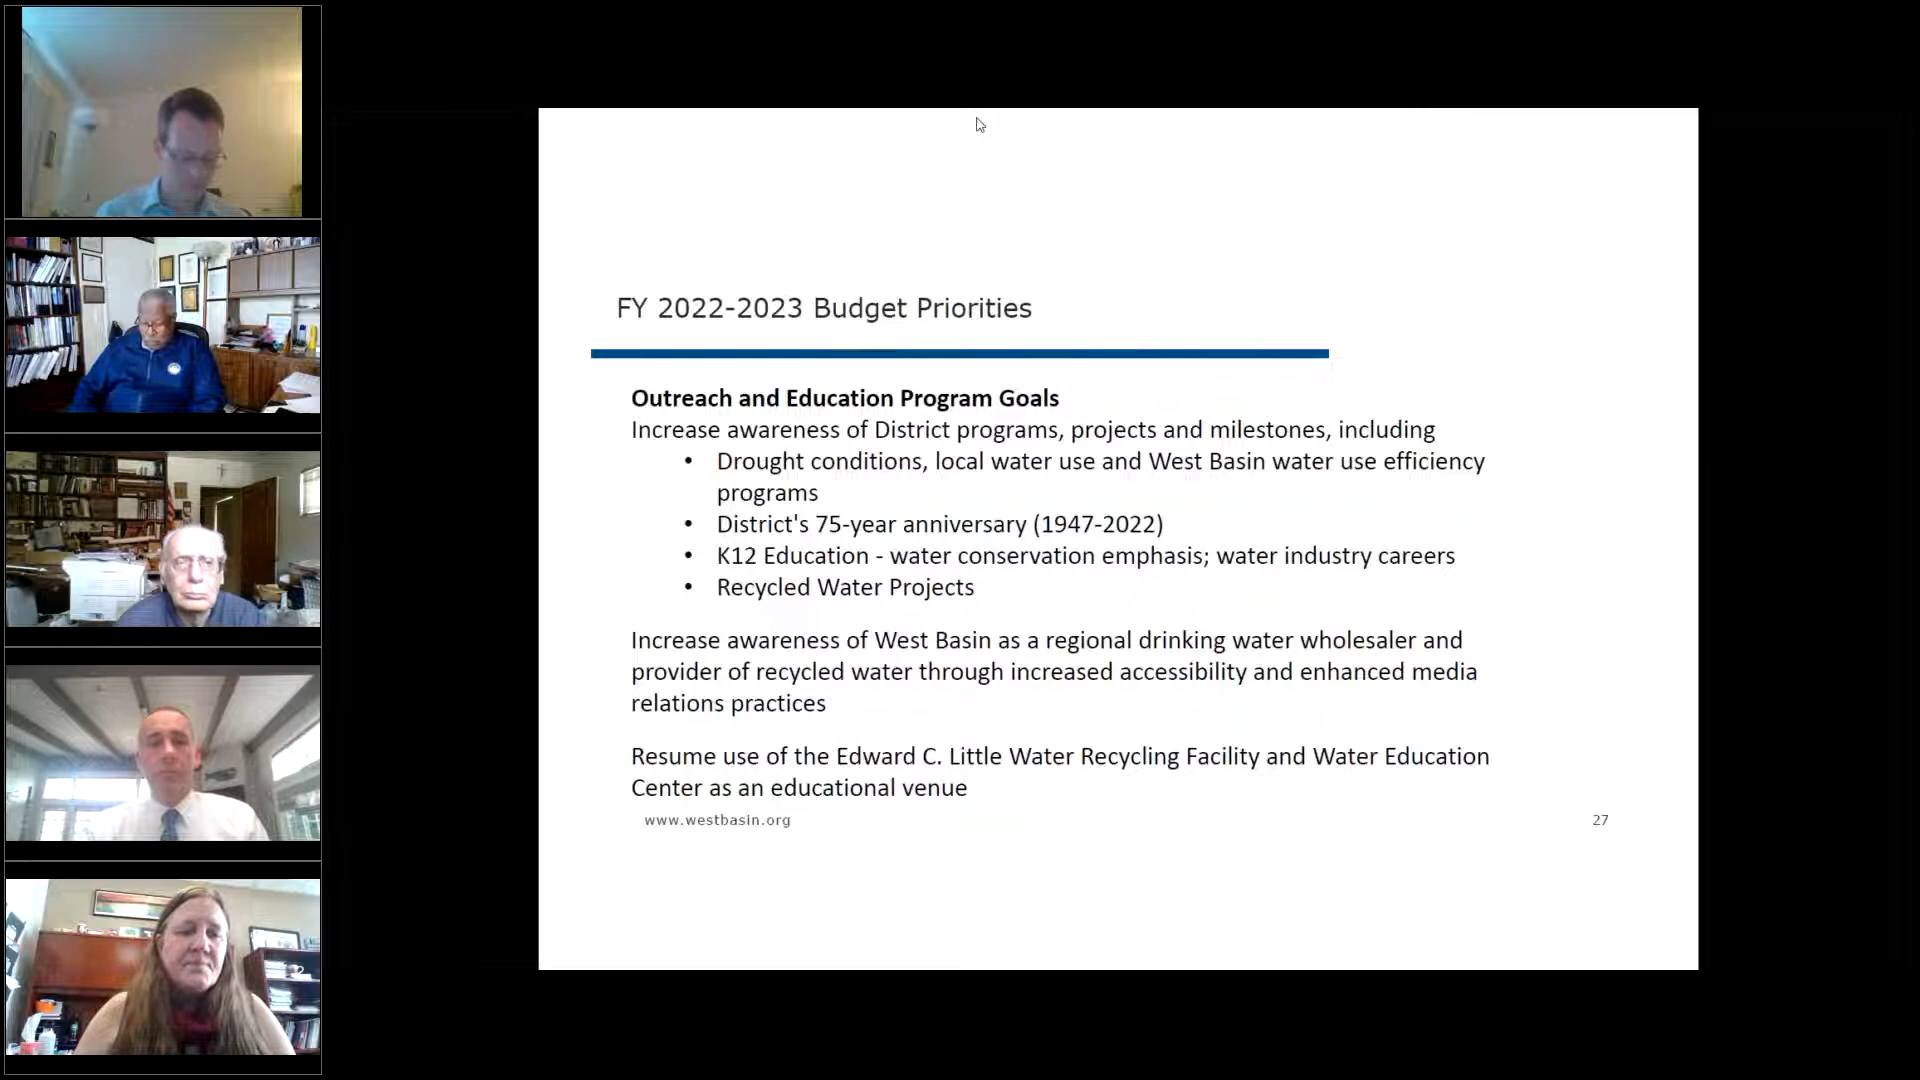 FY 2022-2023 Budget Priorities
Outreach and Education Program Goals
Increase awareness of District programs, projects and milestones, including
• Drought conditions, local water use and West Basin water use efficiency
programs
• District's 75-year anniversary (1947-2022)
• K12 Education - water conservation emphasis; water industry careers
• Recycled Water Projects
Increase awareness of West Basin as a regional drinking water wholesaler and
provider of recycled water through increased accessibility and enhanced media
relations practices
Resume use of the Edward C. Little Water Recycling Facility and Water Education
Center as an educational venue
www.westbasin.org
27